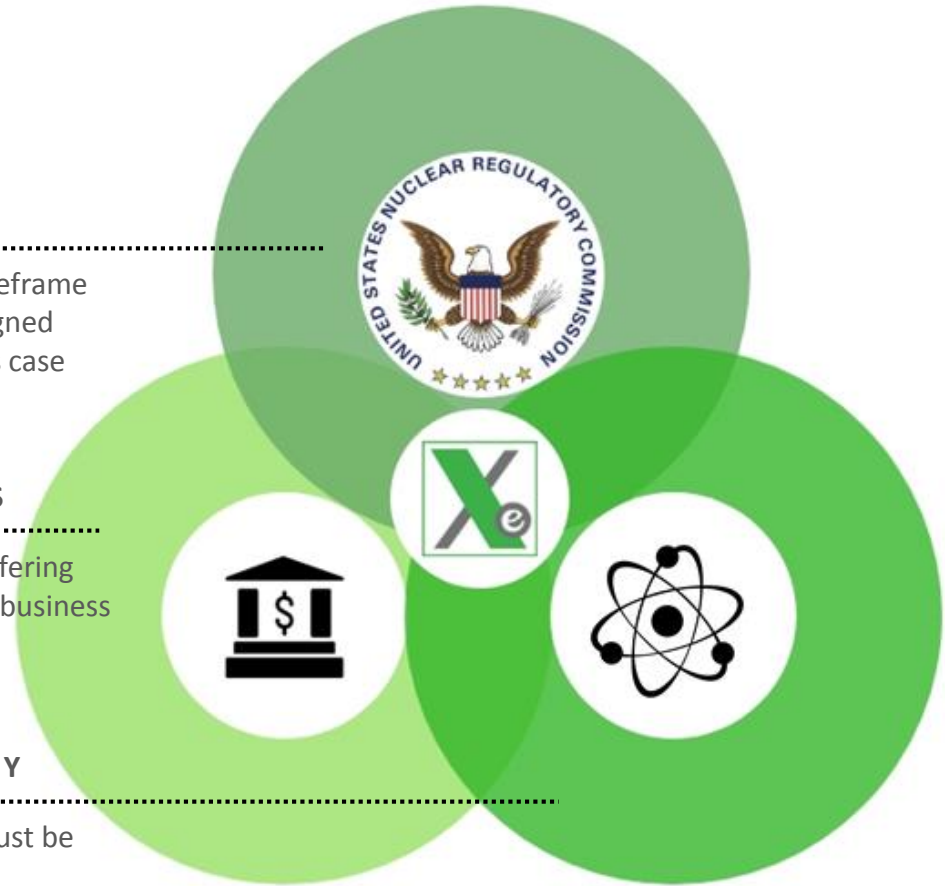 UNITED STATES NUCLEAR REGULATORY COMMISSION
eframe
gned
case
S
fering
business
Y
ust be
$
X
e